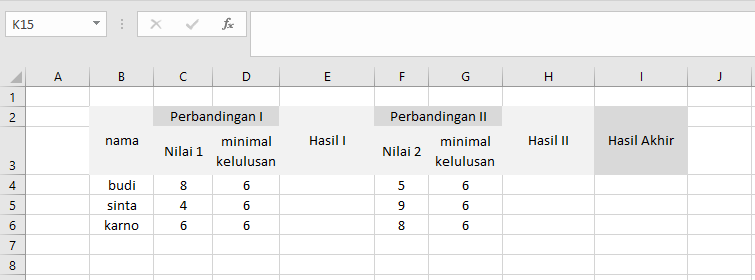 K15
fx
A B C D E F G H I J
1
2 Perbandingan I Perbandingan II
nama Hasil I Hasil II Hasil Akhir
3 Nilai 1 minimal kelulusan Nilai 2 minimal kelulusan
4 budi 8 6 5 6
5 sinta 4 6 9 6
6 karno 6 6 8 6
7
8